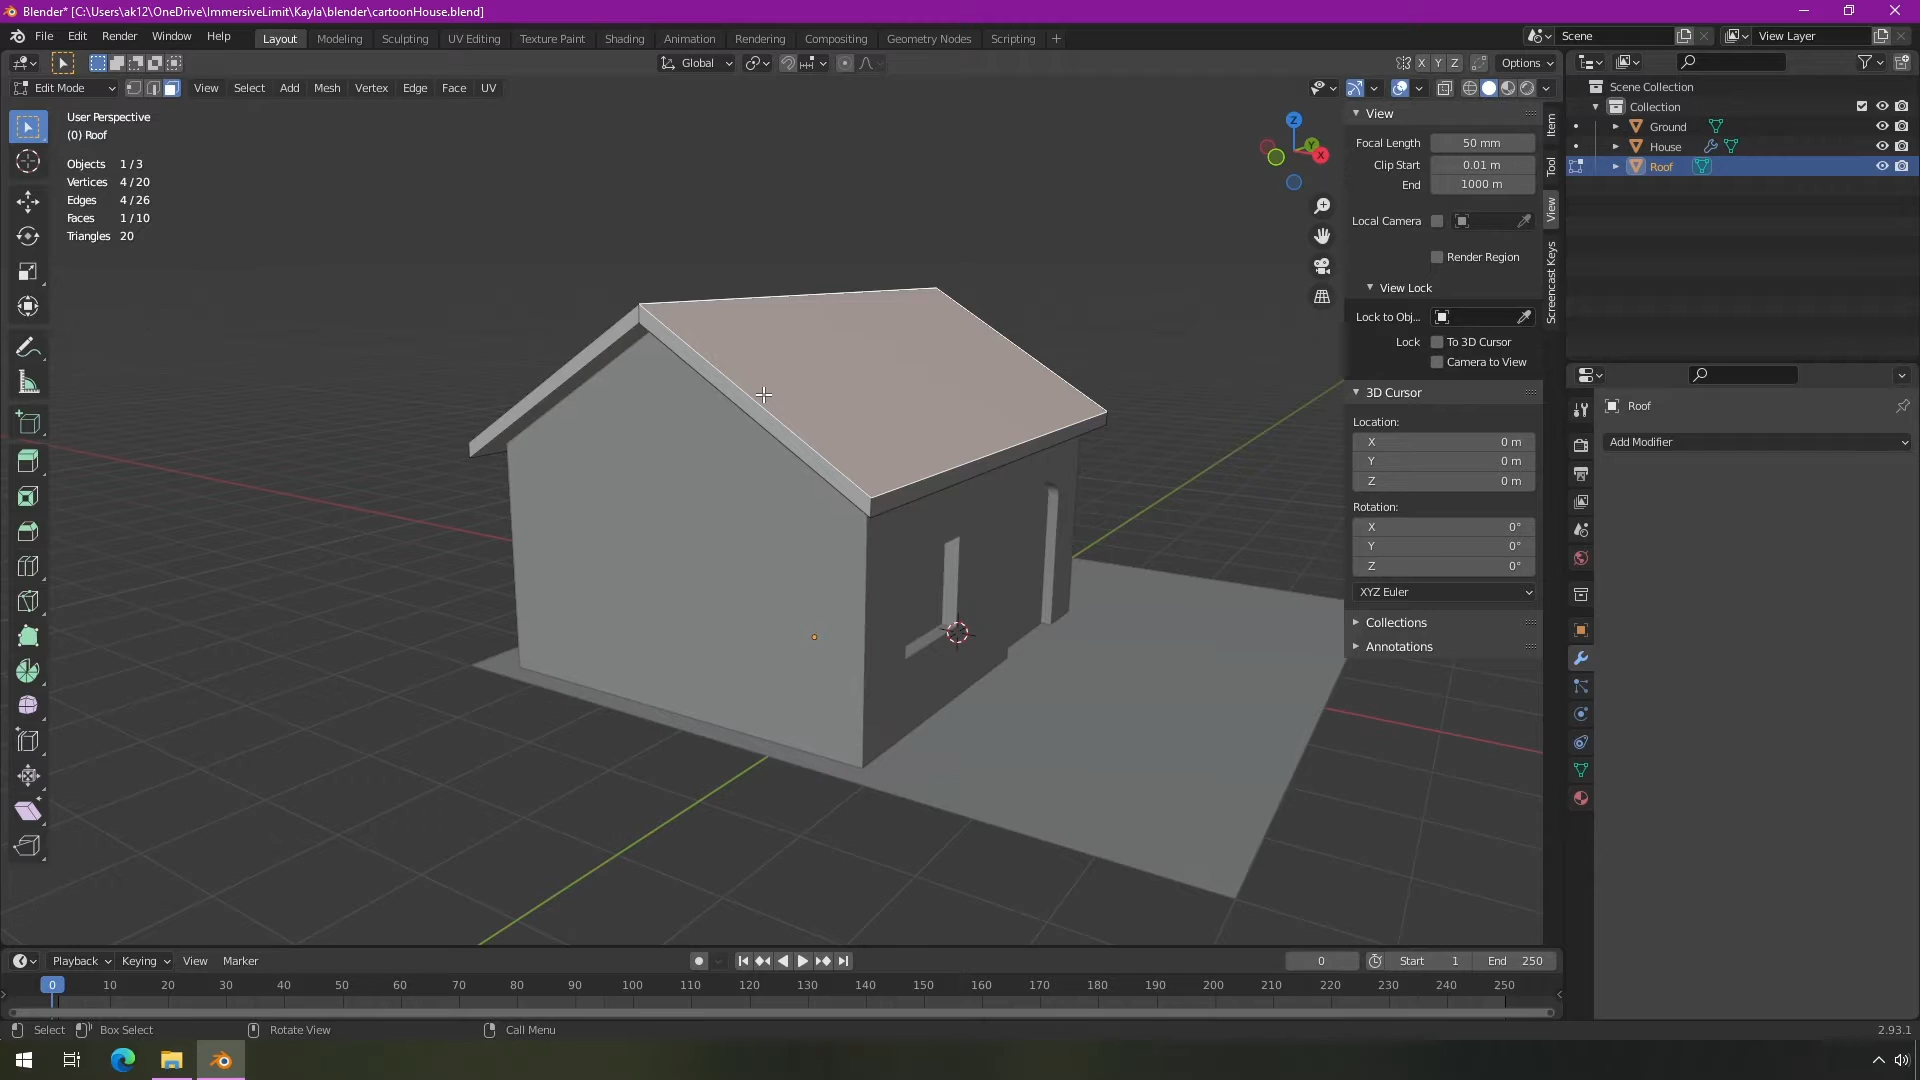 Blender* [C:\Users\ak12\OneDrive\ImmersiveLimit\Kayla\blender\cartoonHouse.blend]
File Edit Render Window Help Layout Modeling Sculpting UV Editing Texture Paint Shading Animation Rendering Compositing Geometry Nodes Scripting + Scene View Layer
Global X Y Z Options
Edit Mode View Select Add Mesh Vertex Edge Face UV
User Perspective
(0) Roof
Objects 1 / 3
Vertices 4 / 20
Edges 4 / 26
Faces 1 / 10
Triangles 20
Z
Y
X
View
Focal Length 50 mm
Clip Start 0.01 m
End 1000 m
Local Camera
Render Region
View Lock
Lock to Obj...
Lock To 3D Cursor
Camera to View
3D Cursor
Location:
X 0 m
Y 0 m
Z 0 m
Rotation:
X 0°
Y 0°
Z 0°
XYZ Euler
Collections
Annotations
Item
Tool
View
Screencast Keys
Scene Collection
Collection
Ground
House
Roof
Roof
Add Modifier
Playback Keying View Marker 0 Start 1 End 250
0 10 20 30 40 50 60 70 80 90 100 110 120 130 140 150 160 170 180 190 200 210 220 230 240 250
Select Box Select Rotate View Call Menu 2.93.1